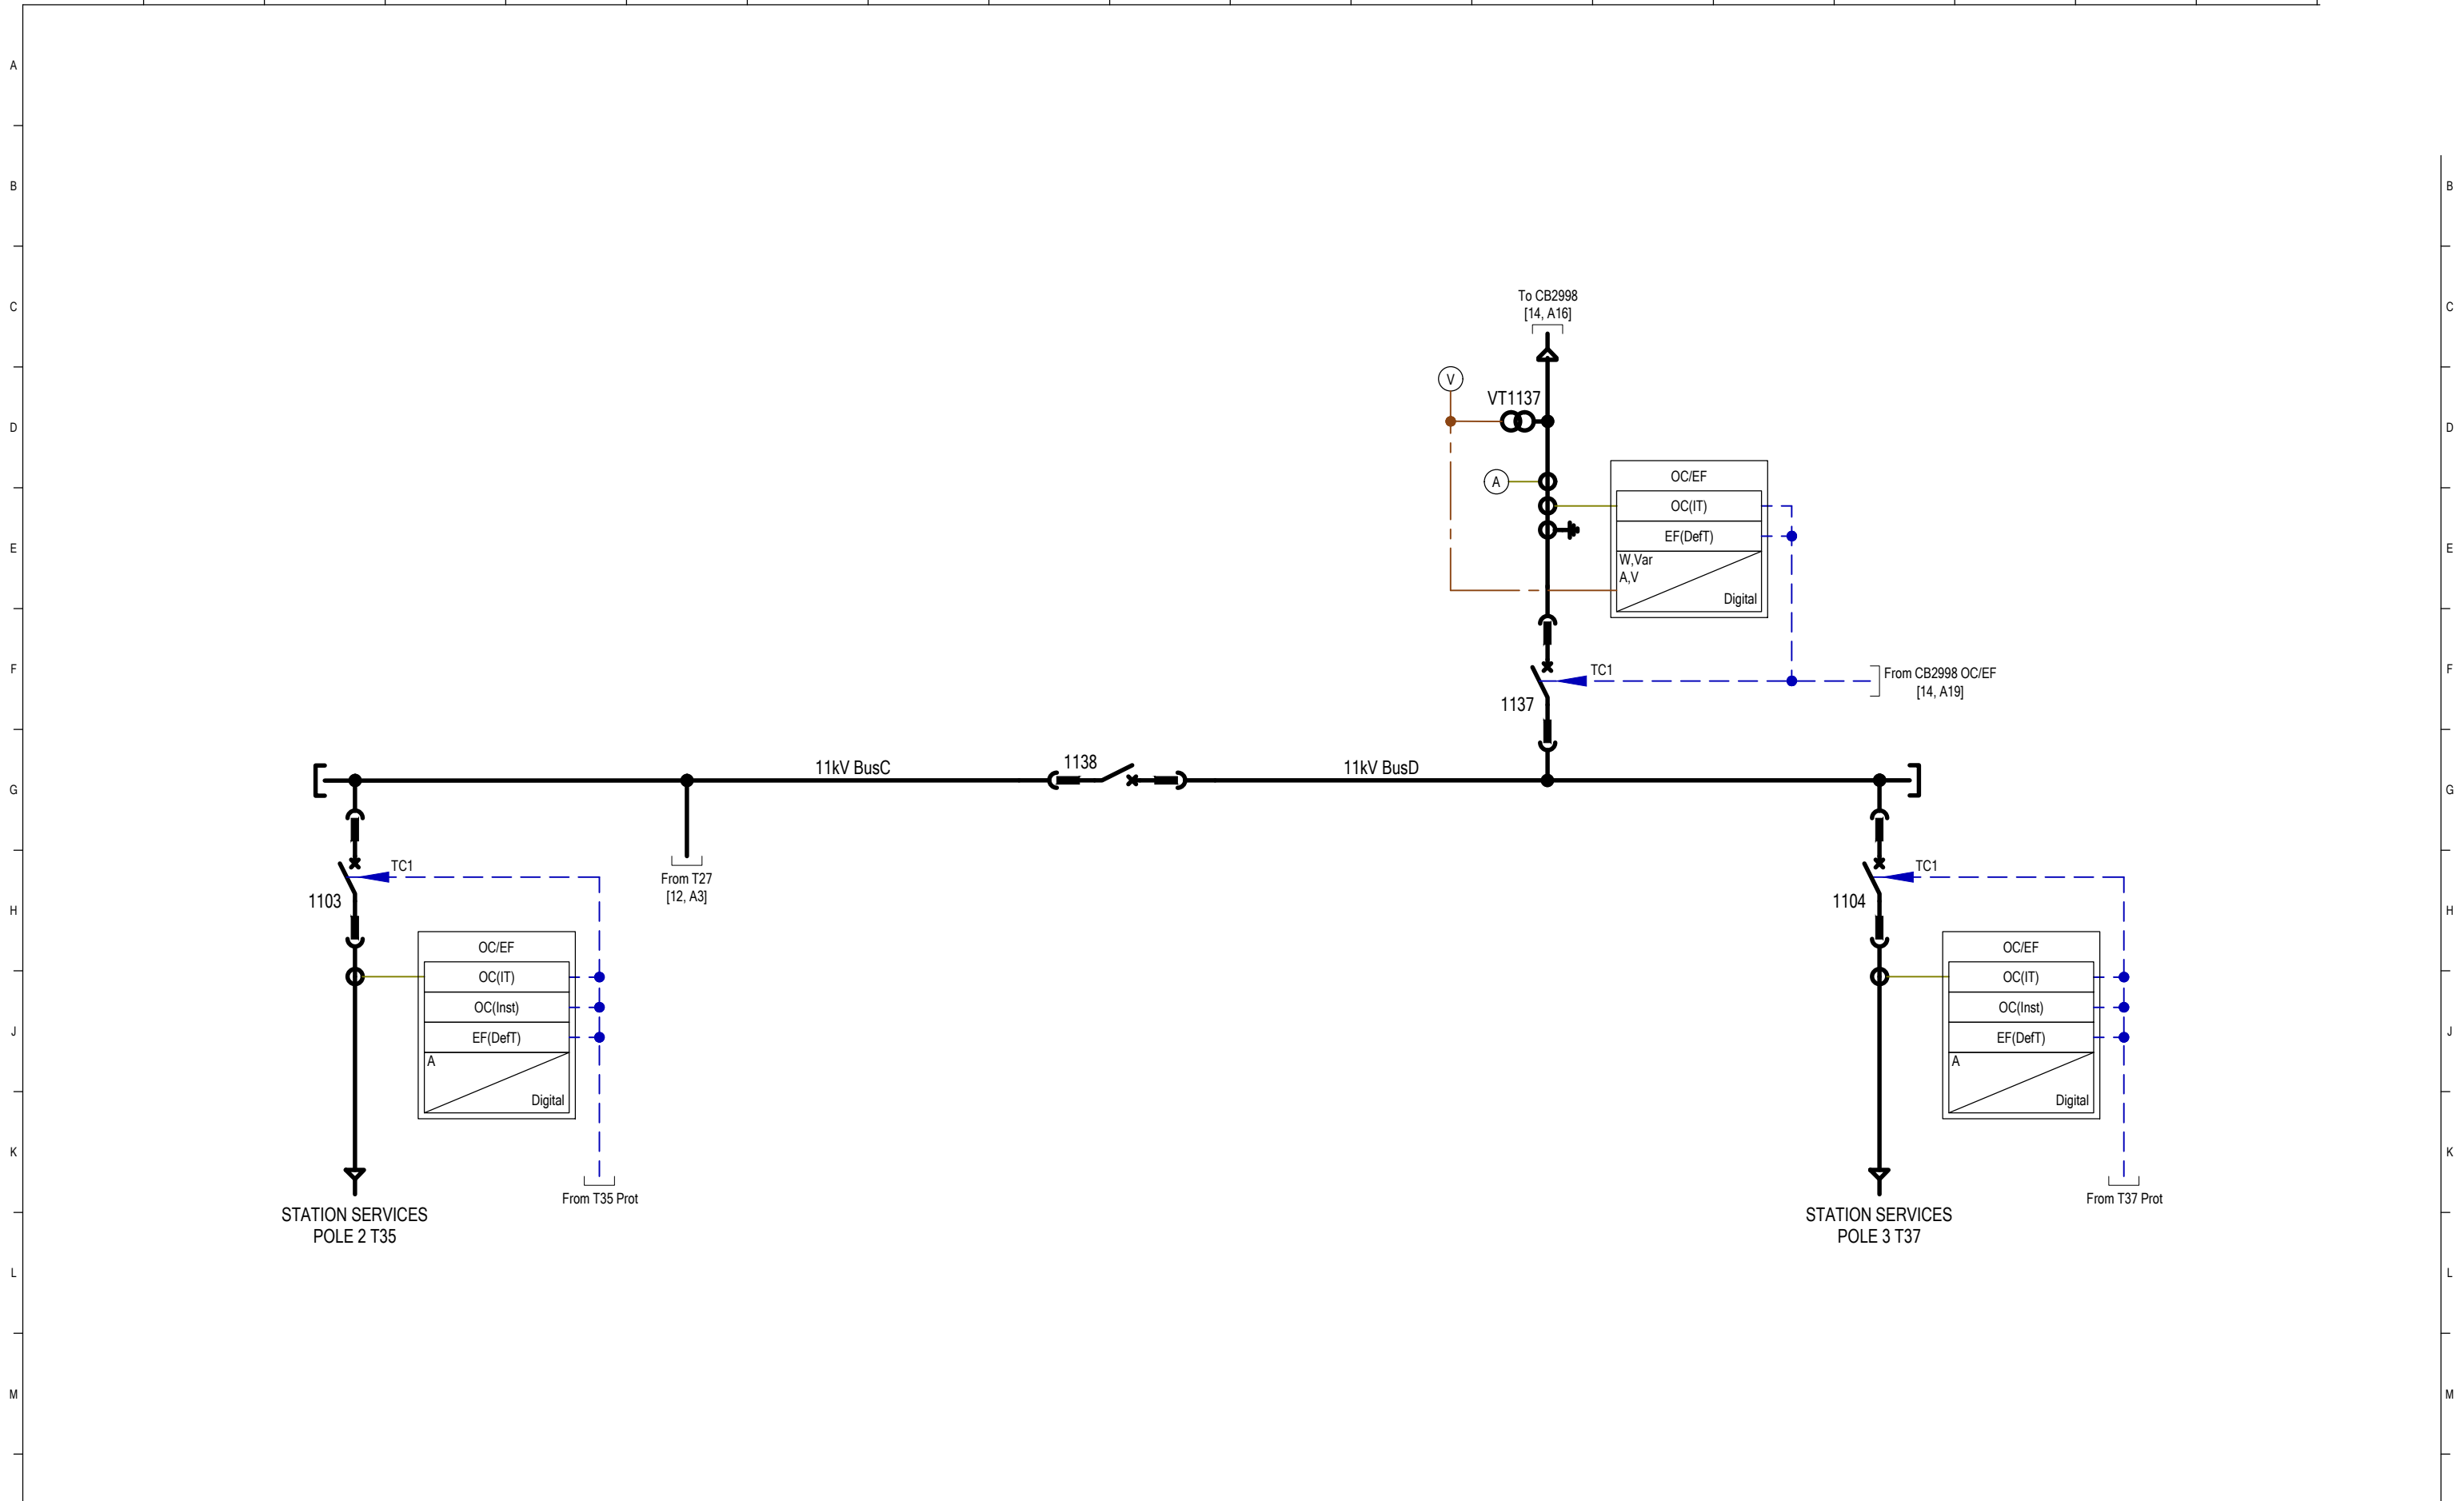 A
B
B
C
C
To CB2998
[14, A16]
V
VT1137
D
D
A
OC/EF
OC(IT)
EF(DefT)
W,Var
A,V
Digital
E
E
F
F
TC1
From CB2998 OC/EF
[14, A19]
1137
11kV BusC
1138
11kV BusD
G
G
TC1
1103
From T27
[12, A3]
TC1
1104
H
H
OC/EF
OC(IT)
OC(Inst)
EF(DefT)
A
Digital
OC/EF
OC(IT)
OC(Inst)
EF(DefT)
A
Digital
J
J
K
K
From T35 Prot
From T37 Prot
STATION SERVICES
POLE 2 T35
STATION SERVICES
POLE 3 T37
L
L
M
M